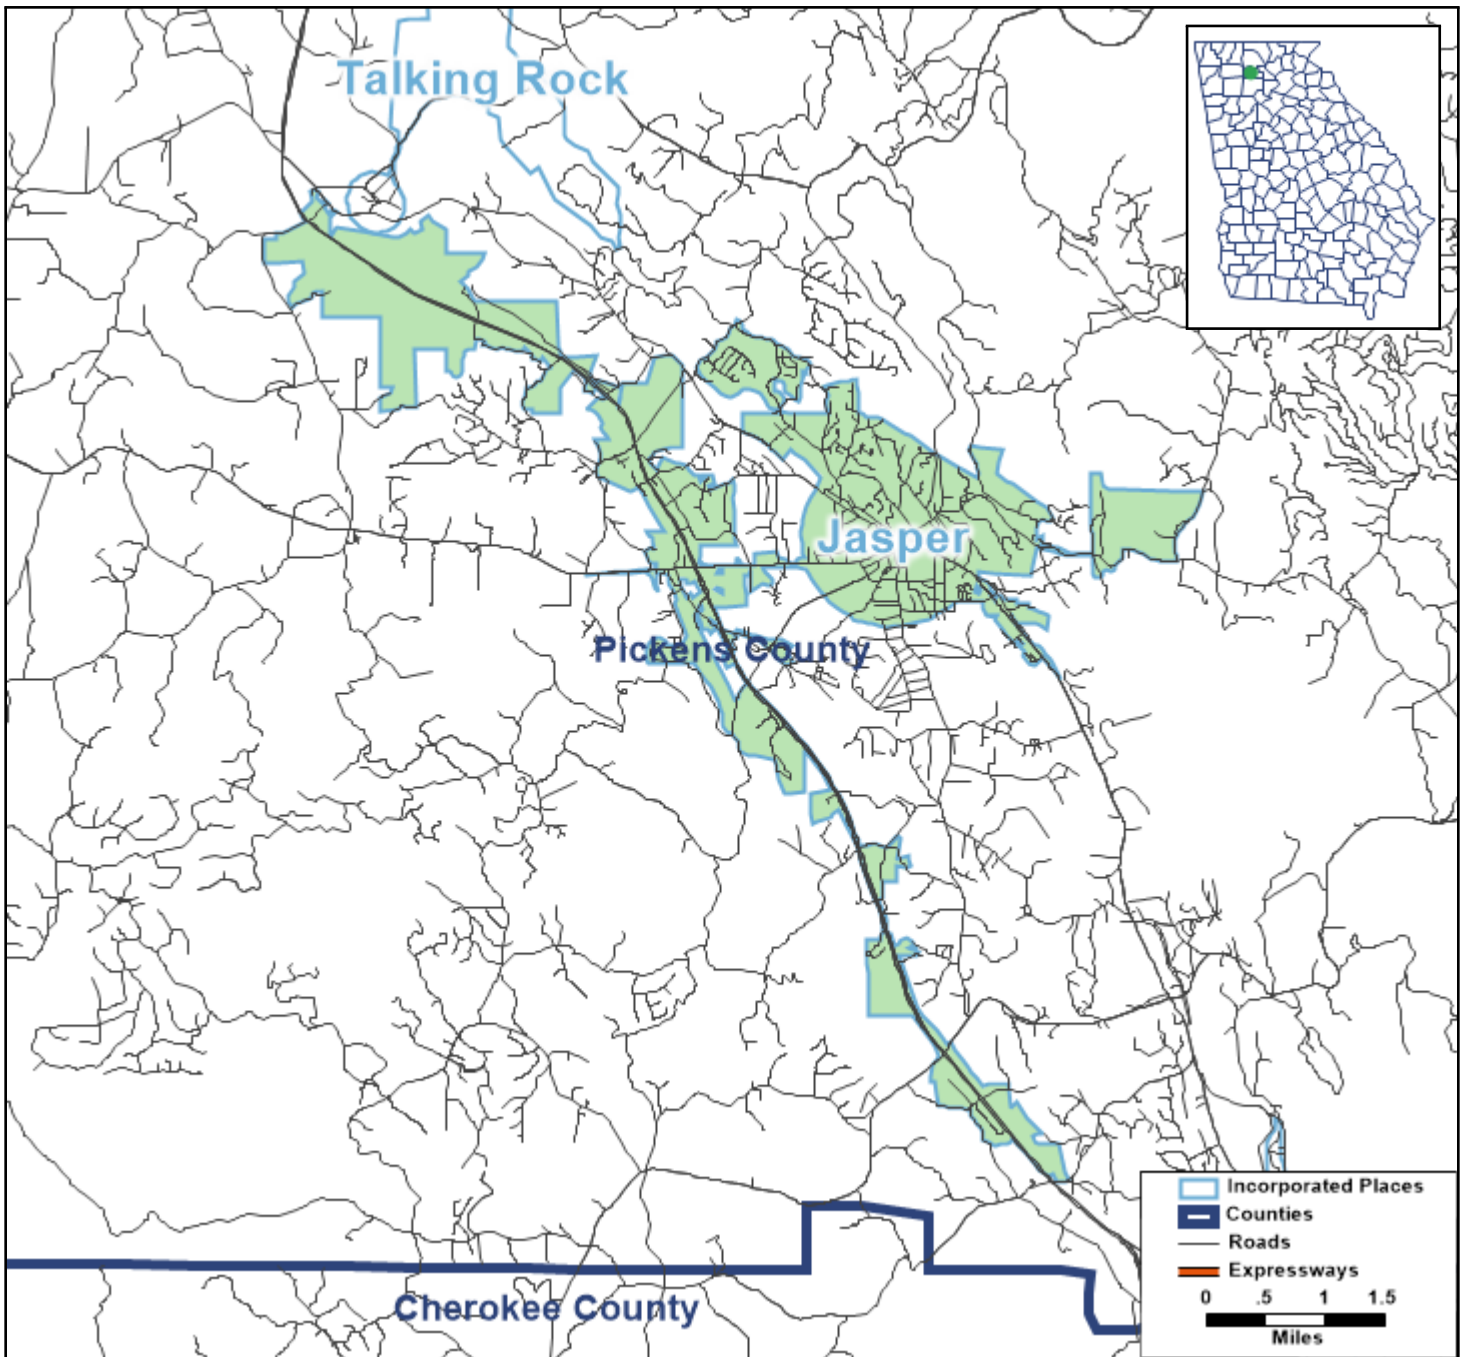 Talking Rock
Jasper
Pickens County
Cherokee County
Incorporated Places
Counties
Roads
Expressways
0 .5 1 1.5
Miles